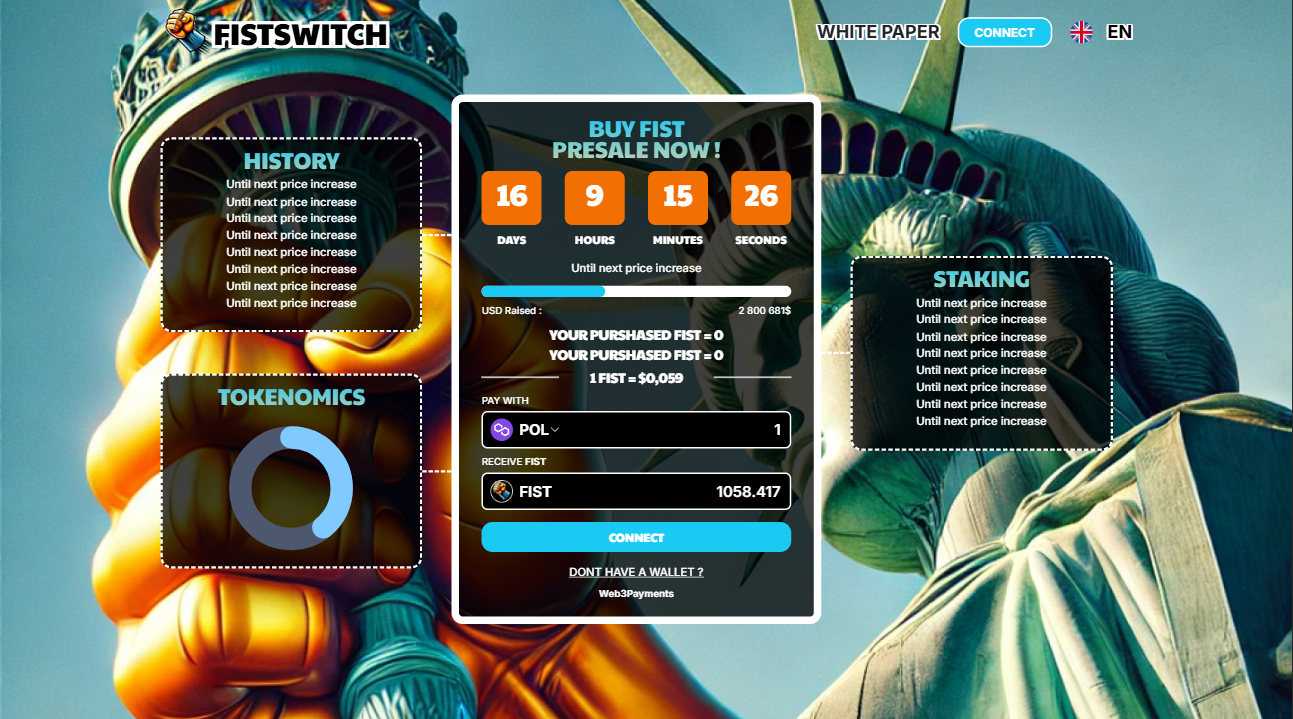 FISTSWITCH
WHITE PAPER
CONNECT
EN
HISTORY
Until next price increase
Until next price increase
Until next price increase
Until next price increase
Until next price increase
Until next price increase
Until next price increase
Until next price increase
TOKENOMICS
BUY FIST
PRESALE NOW !
16 9 15 26
DAYS HOURS MINUTES SECONDS
Until next price increase
USD Raised : 2 800 681$
YOUR PURSHASED FIST = 0
YOUR PURSHASED FIST = 0
1 FIST = $0,059
PAY WITH
POL 1
RECEIVE FIST
FIST 1058.417
CONNECT
DONT HAVE A WALLET ?
Web3Payments
STAKING
Until next price increase
Until next price increase
Until next price increase
Until next price increase
Until next price increase
Until next price increase
Until next price increase
Until next price increase